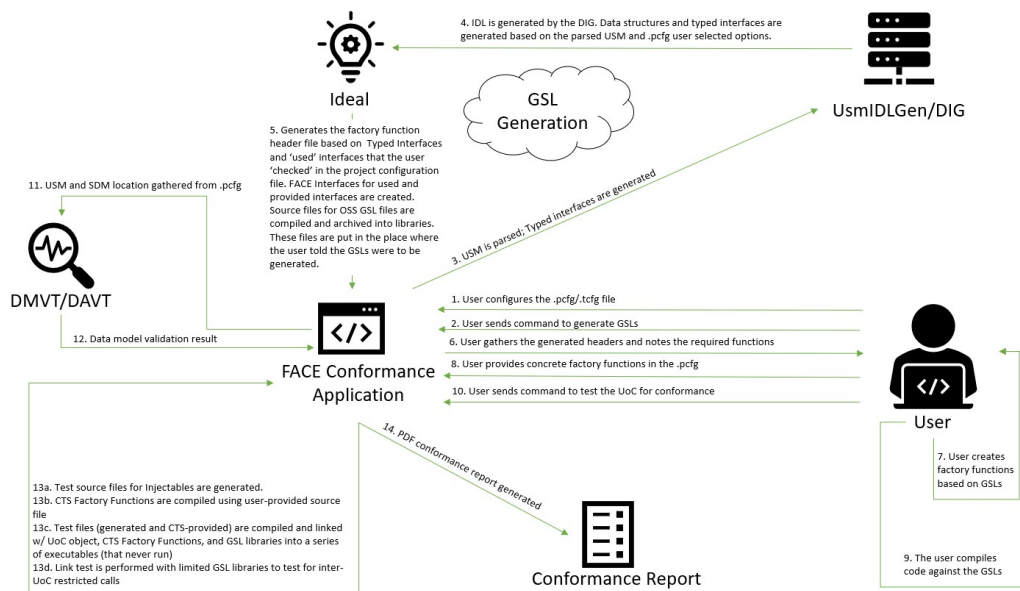 4. IDL is generated by the DIG. Data structures and typed interfaces are
generated based on the parsed USM and .pcfg user selected options.
Ideal
GSL
Generation
UsmIDLGen/DIG
5. Generates the factory function
header file based on Typed Interfaces
and ‘used’ interfaces that the user
‘checked’ in the project configuration
file. FACE Interfaces for used and
provided interfaces are created.
Source files for OSS GSL files are
compiled and archived into libraries.
These files are put in the place where
the user told the GSLs were to be
generated.
11. USM and SDM location gathered from .pcfg
3. USM is parsed; Typed interfaces are generated
DMVT/DAVT
12. Data model validation result
1. User configures the .pcfg/.tcfg file
2. User sends command to generate GSLs
6. User gathers the generated headers and notes the required functions
8. User provides concrete factory functions in the .pcfg
10. User sends command to test the UoC for conformance
FACE Conformance
Application
User
7. User creates
factory functions
based on GSLs
14. PDF conformance report generated
13a. Test source files for Injectables are generated.
13b. CTS Factory Functions are compiled using user-provided source
file
13c. Test files (generated and CTS-provided) are compiled and linked
w/ UoC object, CTS Factory Functions, and GSL libraries into a series
of executables (that never run)
13d. Link test is performed with limited GSL libraries to test for inter-
UoC restricted calls
Conformance Report
9. The user compiles
code against the GSLs